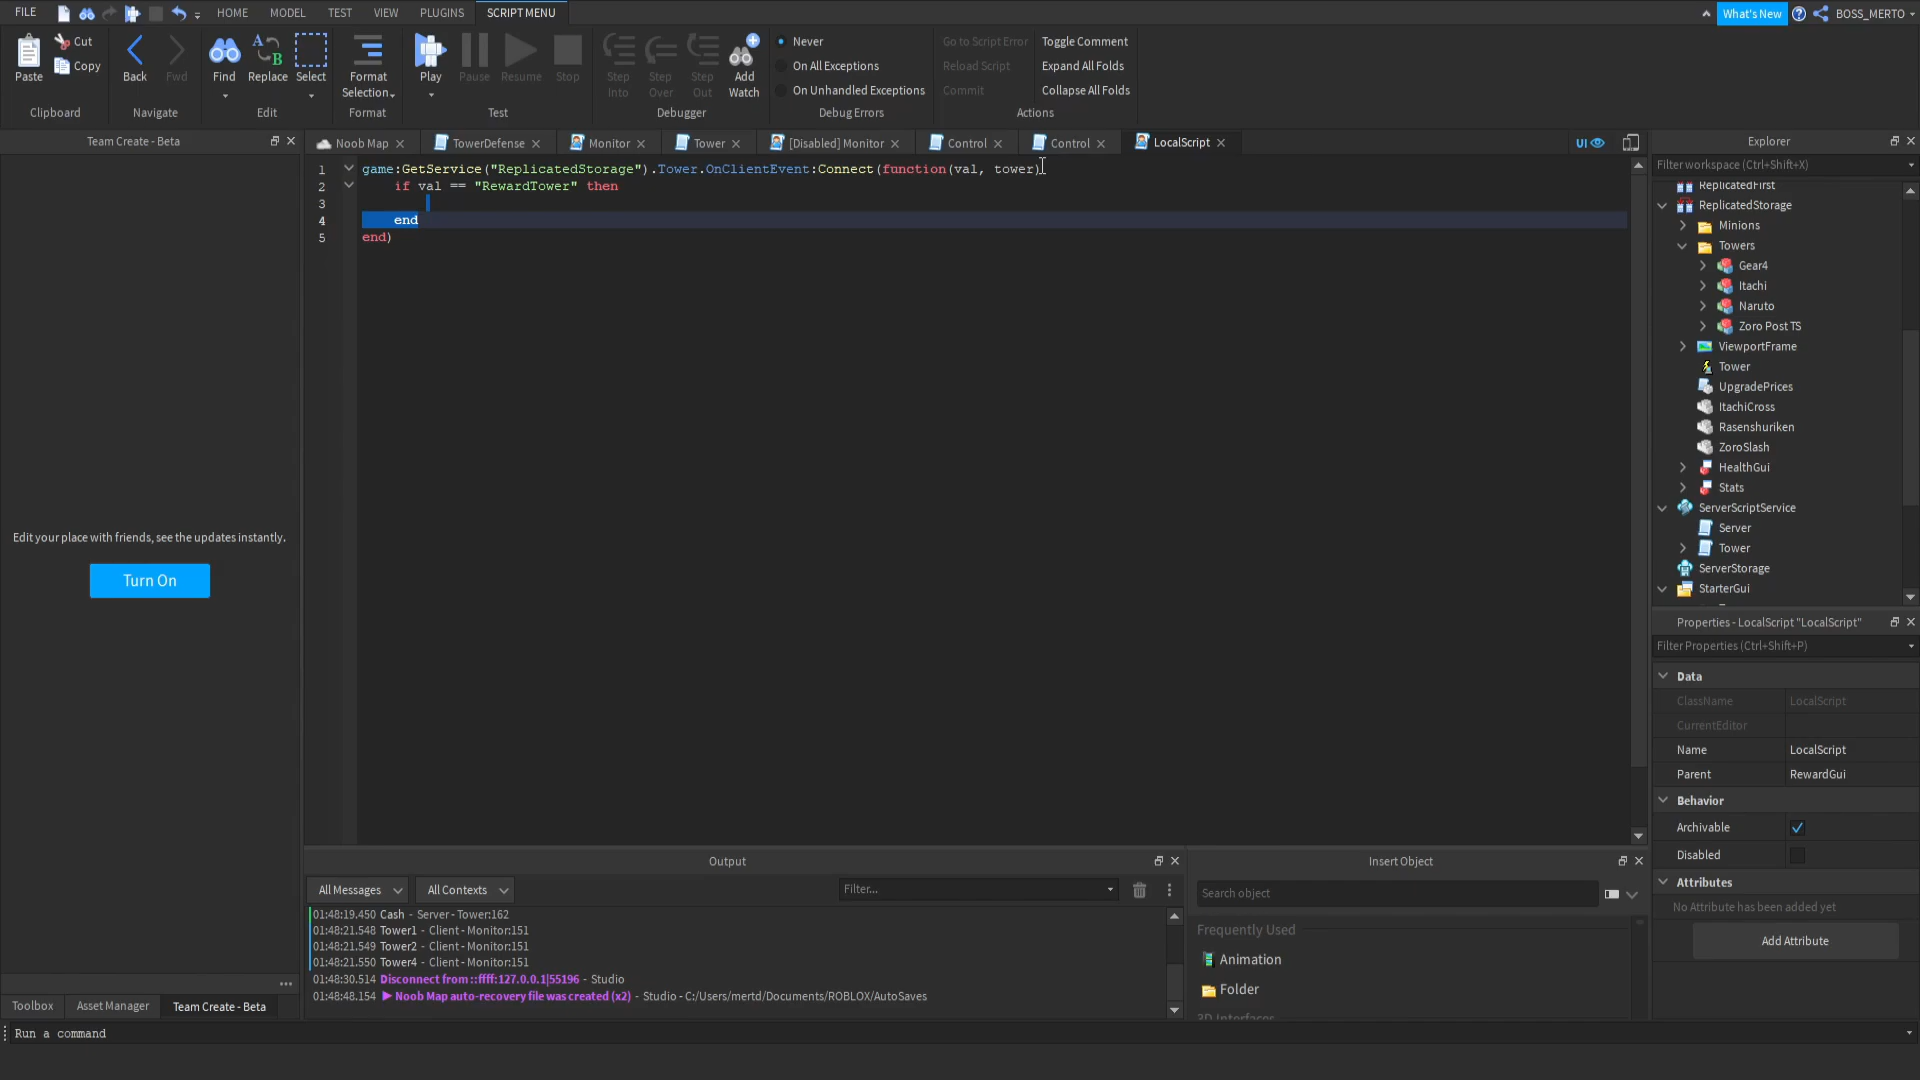 FILE
HOME
MODEL
TEST
VIEW
PLUGINS
SCRIPT MENU
What's New
BOSS_MERTO
Paste
Cut
Copy
Clipboard
Back
Fwd
Navigate
Find
Replace
Select
Edit
Format
Selection
Format
Play
Pause
Resume
Stop
Test
Step
Into
Step
Over
Step
Out
Add
Watch
Debugger
Never
On All Exceptions
On Unhandled Exceptions
Debug Errors
Go to Script Error
Reload Script
Commit
Toggle Comment
Expand All Folds
Collapse All Folds
Actions
Team Create - Beta
Edit your place with friends, see the updates instantly.
Turn On
Toolbox
Asset Manager
Team Create - Beta
Run a command
Noob Map
TowerDefense
Monitor
Tower
[Disabled] Monitor
Control
Control
LocalScript
UI
1 game:GetService("ReplicatedStorage").Tower.OnClientEvent:Connect(function(val, tower)
2 if val == "RewardTower" then
3
4 end
5 end)
Output
All Messages
All Contexts
Filter...
01:48:19.450 Cash - Server - Tower:162
01:48:21.548 Tower1 - Client - Monitor:151
01:48:21.549 Tower2 - Client - Monitor:151
01:48:21.550 Tower4 - Client - Monitor:151
01:48:30.514 Disconnect from ::ffff:127.0.0.1|55196 - Studio
01:48:48.154 Noob Map auto-recovery file was created (x2) - Studio - C:/Users/mertd/Documents/ROBLOX/AutoSaves
Insert Object
Search object
Frequently Used
Animation
Folder
3D Interfaces
Explorer
Filter workspace (Ctrl+Shift+X)
ReplicatedFirst
ReplicatedStorage
Minions
Towers
Gear4
Itachi
Naruto
Zoro Post TS
ViewportFrame
Tower
UpgradePrices
ItachiCross
Rasenshuriken
ZoroSlash
HealthGui
Stats
ServerScriptService
Server
Tower
ServerStorage
StarterGui
Properties - LocalScript "LocalScript"
Filter Properties (Ctrl+Shift+P)
Data
ClassName LocalScript
CurrentEditor
Name LocalScript
Parent RewardGui
Behavior
Archivable
Disabled
Attributes
No Attribute has been added yet
Add Attribute